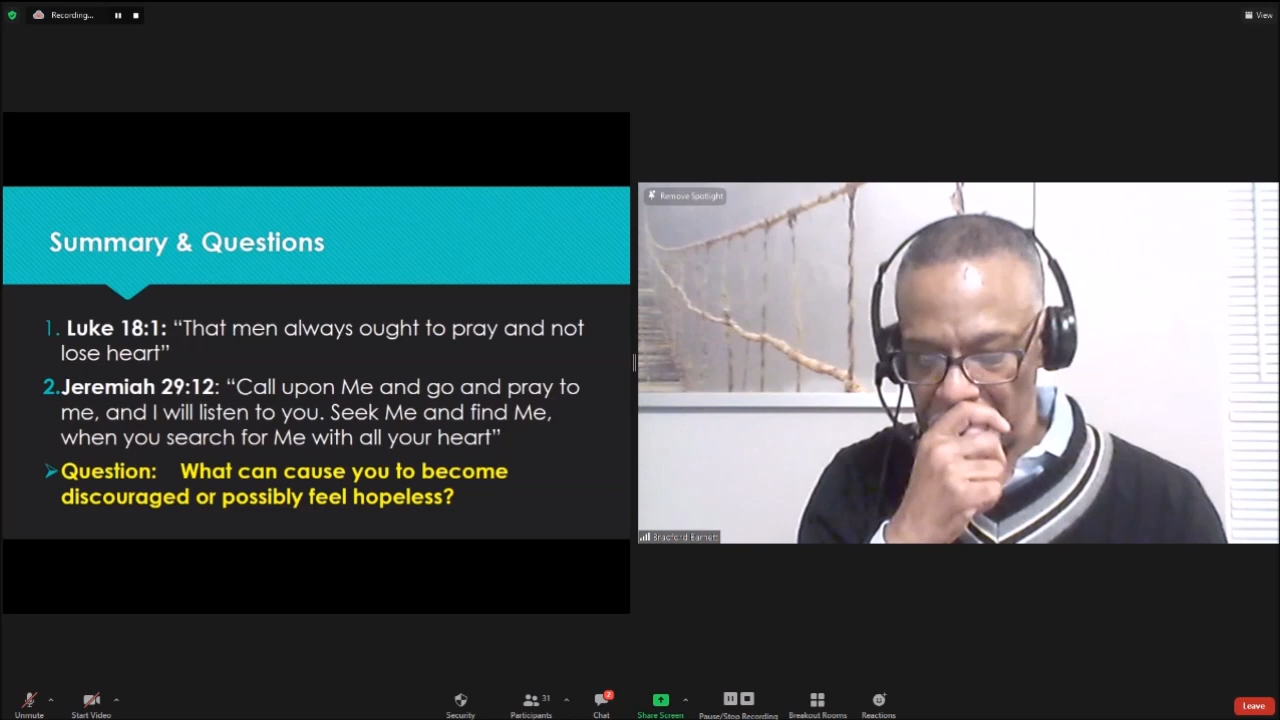 Recording...
View
Summary & Questions
1. Luke 18:1: “That men always ought to pray and not
lose heart”
2.Jeremiah 29:12: “Call upon Me and go and pray to
me, and I will listen to you. Seek Me and find Me,
when you search for Me with all your heart”
Question: What can cause you to become
discouraged or possibly feel hopeless?
Remove Spotlight
Bradford Barnett
Unmute
Start Video
Security
31
Participants
2
Chat
Share Screen
Pause/Stop Recording
Breakout Rooms
Reactions
Leave